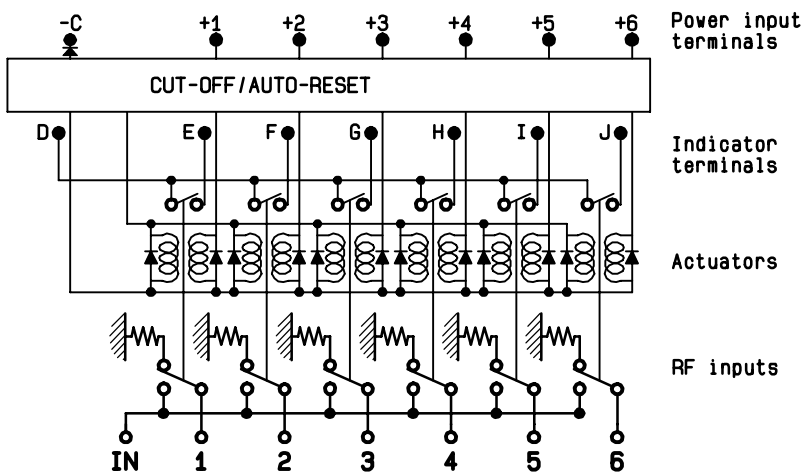 -C +1 +2 +3 +4 +5 +6 Power input
terminals
CUT-OFF/AUTO-RESET
D E F G H I J Indicator
terminals
Actuators
RF inputs
IN 1 2 3 4 5 6